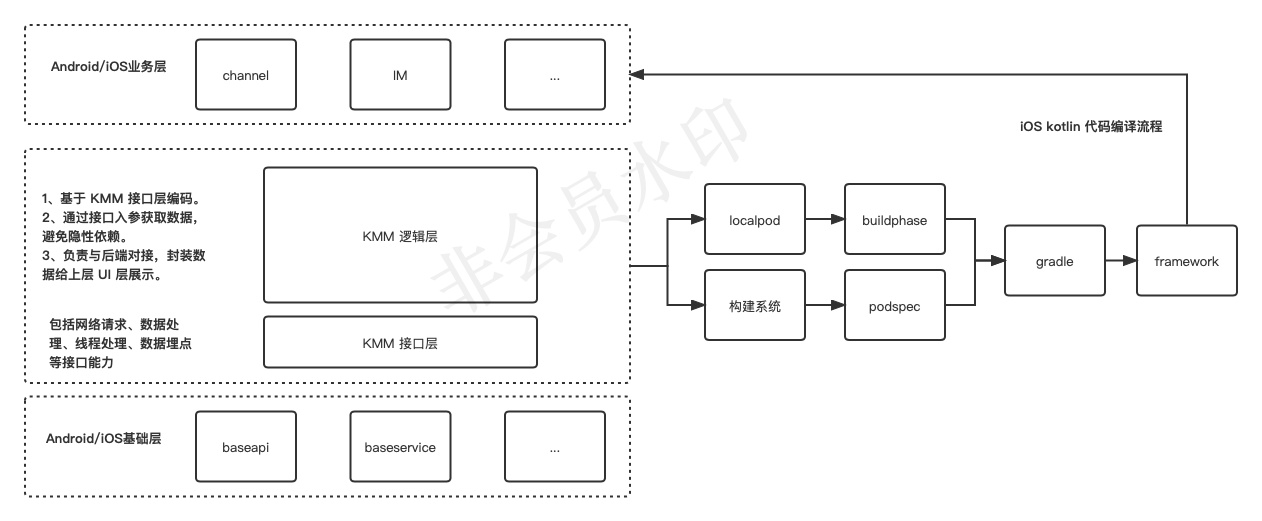 Android/iOS业务层
channel
IM
...
iOS kotlin 代码编译流程
1、基于 KMM 接口层编码。
2、通过接口入参获取数据，
避免隐性依赖。
3、负责与后端对接，封装数
据给上层 UI 层展示。
KMM 逻辑层
包括网络请求、数据处
理、线程处理、数据埋点
等接口能力
KMM 接口层
localpod
buildphase
构建系统
podspec
gradle
framework
Android/iOS基础层
baseapi
baseservice
...
非会员水印